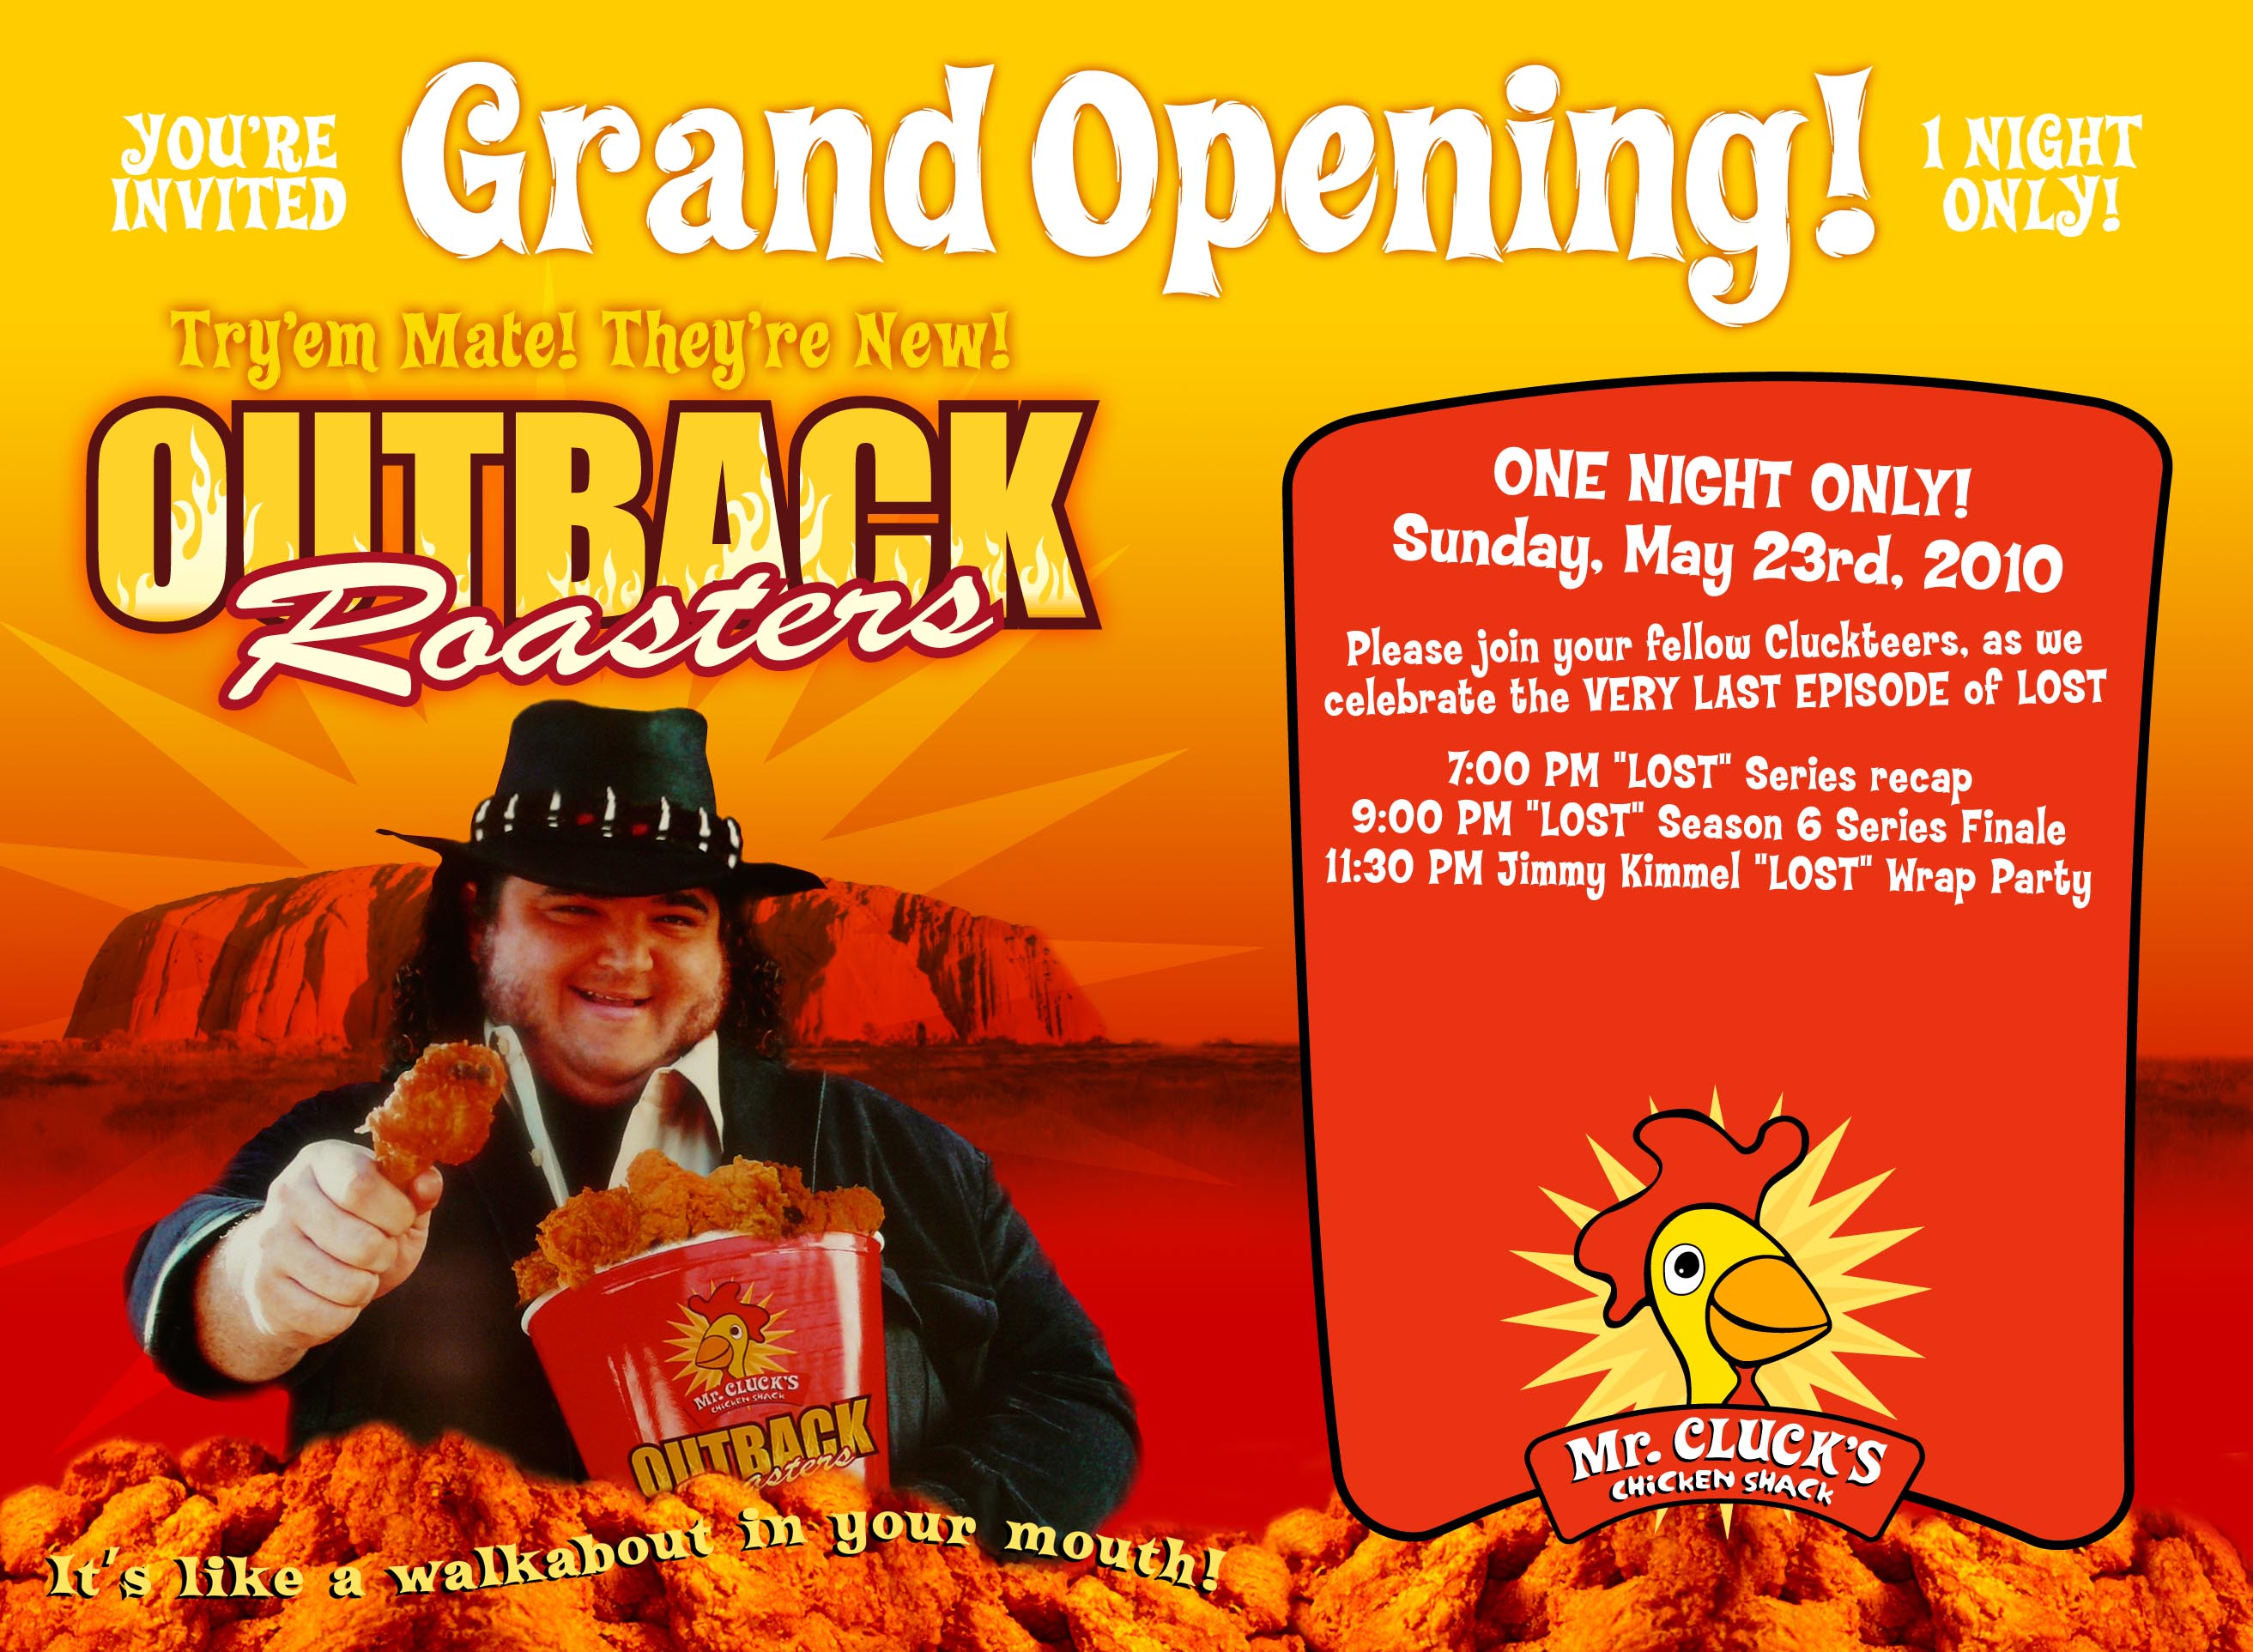 YOU'RE
INVITED
Grand Opening!
1 NIGHT
ONLY!
Try'em Mate! They're New!
OUTBACK
Roasters
ONE NIGHT ONLY!
Sunday, May 23rd, 2010
Please join your fellow Cluckteers, as we
celebrate the VERY LAST EPISODE of LOST
7:00 PM "LOST" Series recap
9:00 PM "LOST" Season 6 Series Finale
11:30 PM Jimmy Kimmel "LOST" Wrap Party
Mr. CLUCK'S
CHiCKEN SHACK
OUTBACK
asters
Mr. CLUCK'S
CHiCKEN SHACK
It's like a walkabout in your mouth!